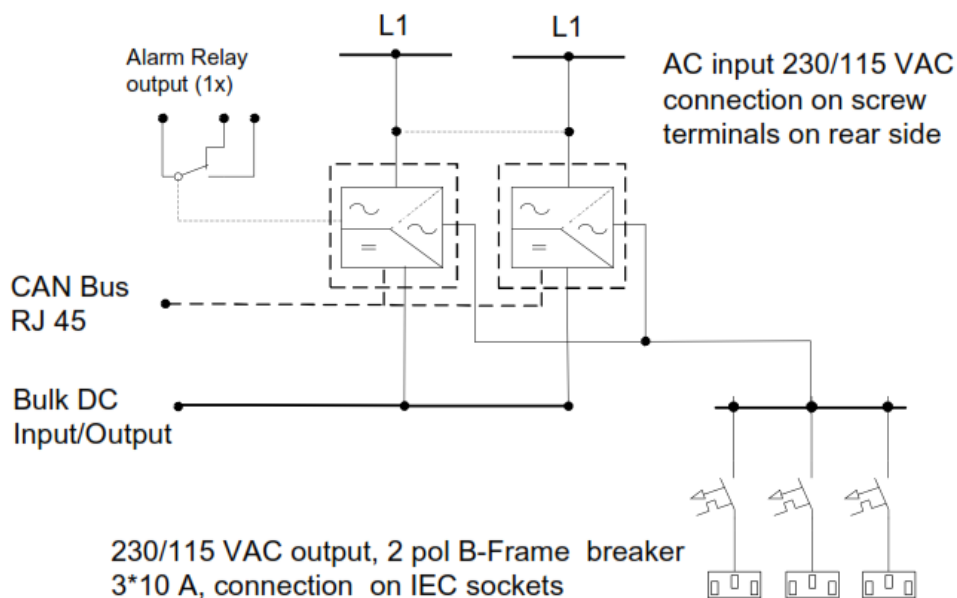 L1
L1
Alarm Relay
output (1x)
AC input 230/115 VAC
connection on screw
terminals on rear side
CAN Bus
RJ 45
Bulk DC
Input/Output
230/115 VAC output, 2 pol B-Frame breaker
3*10 A, connection on IEC sockets